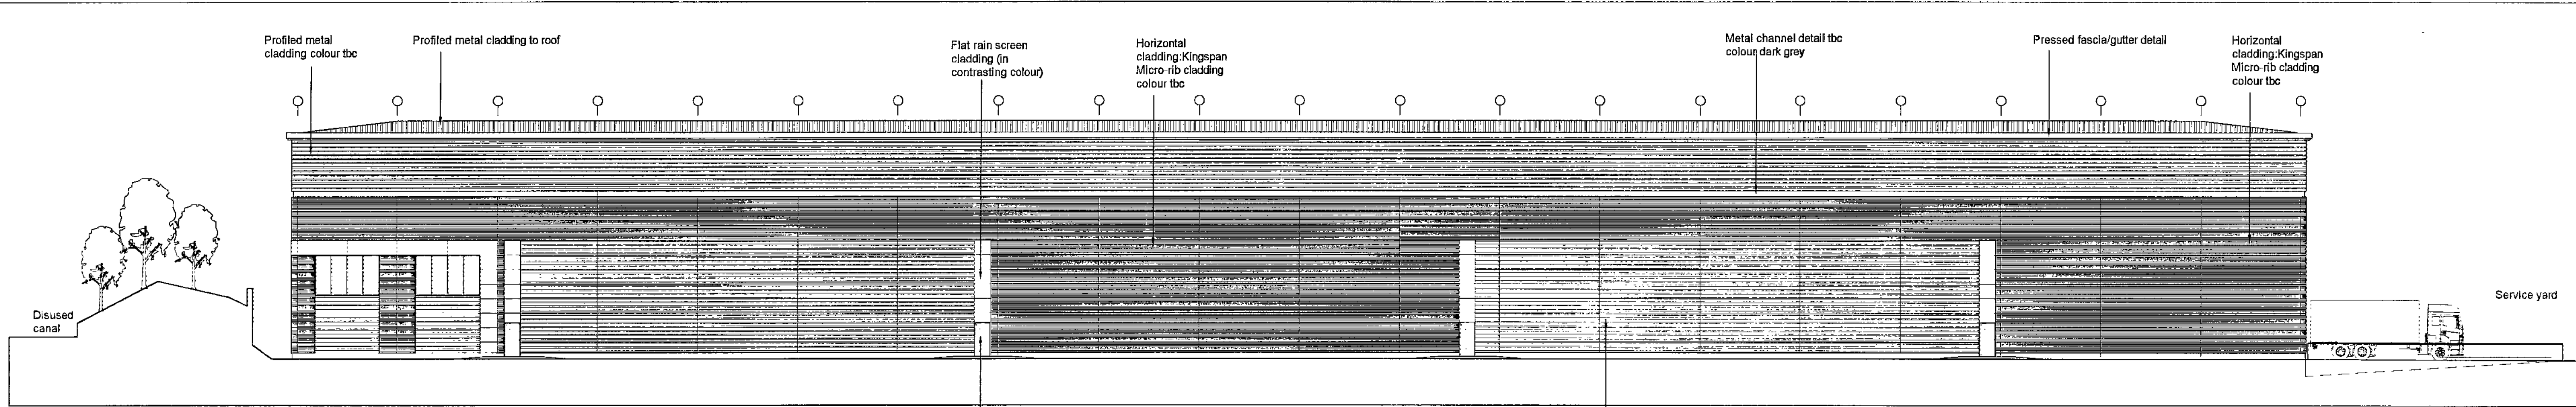 Profiled metal
cladding colour tbc
Profiled metal cladding to roof
Flat rain screen
cladding (in
contrasting colour)
Horizontal
cladding:Kingspan
Micro-rib cladding
colour tbc
Metal channel detail tbc
colour dark grey
Pressed fascia/gutter detail
Horizontal
cladding:Kingspan
Micro-rib cladding
colour tbc
Disused
canal
Service yard